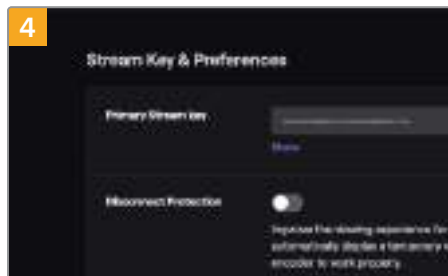 4
Stream Key & Preferences
Primary Stream key
Show
Disconnect Protection
Improve the viewing experience for
automatically display a temporary
encoder to work properly.